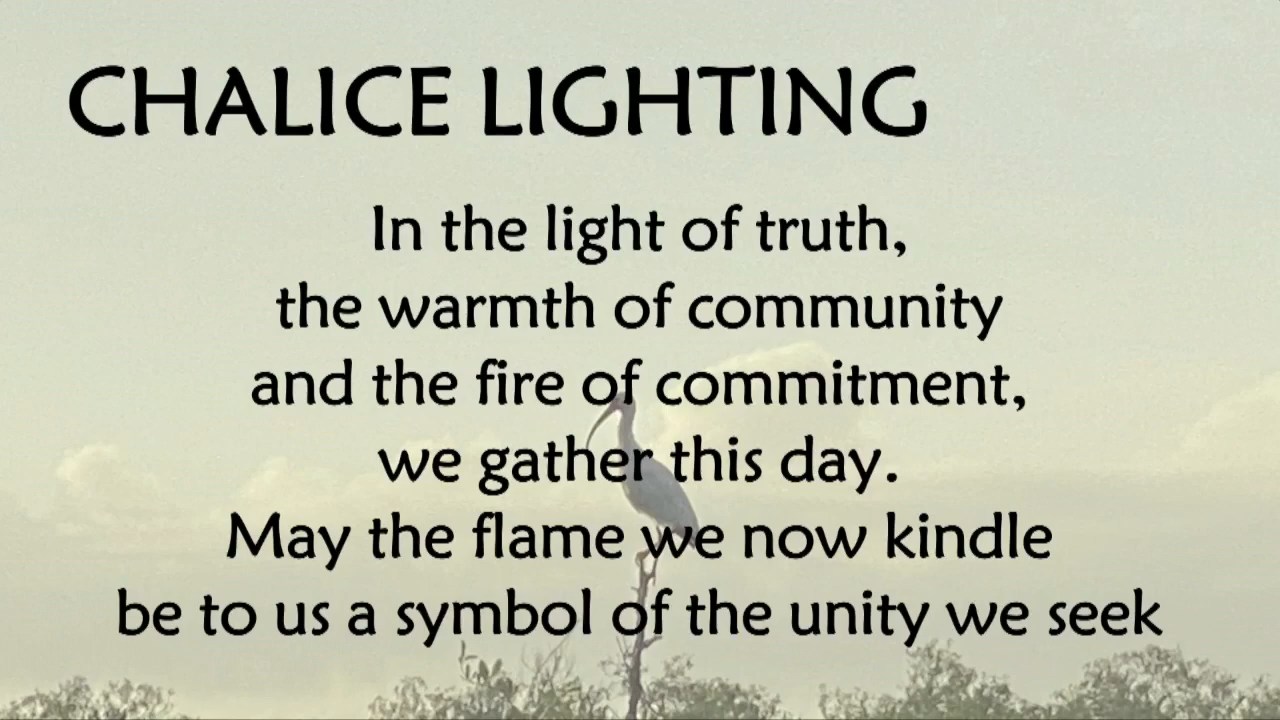 CHALICE LIGHTING
In the light of truth,
the warmth of community
and the fire of commitment,
we gather this day.
May the flame we now kindle
be to us a symbol of the unity we seek